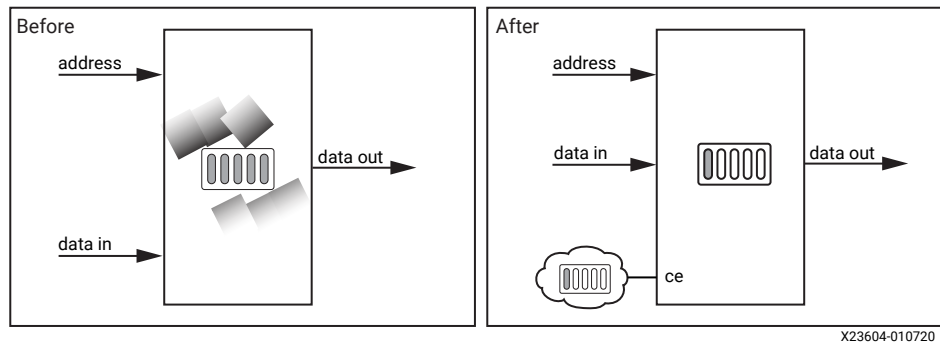 Before
address
data out
data in
After
address
data in
data out
ce
X23604-010720